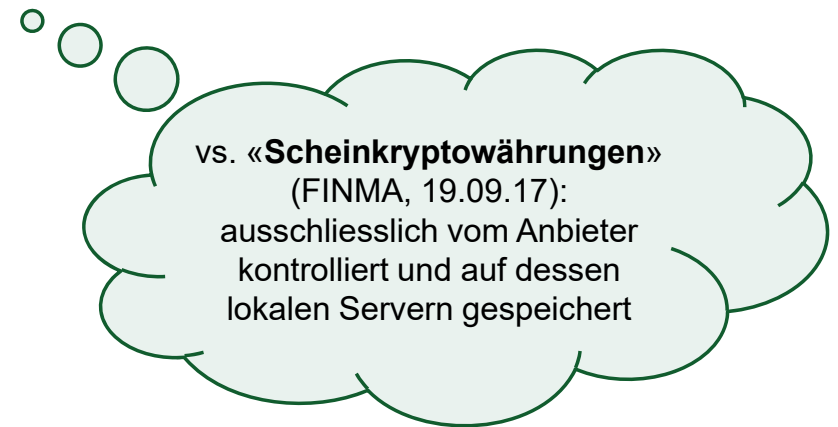 vs. «Scheinkryptowährungen»
(FINMA, 19.09.17):
ausschliesslich vom Anbieter
kontrolliert und auf dessen
lokalen Servern gespeichert